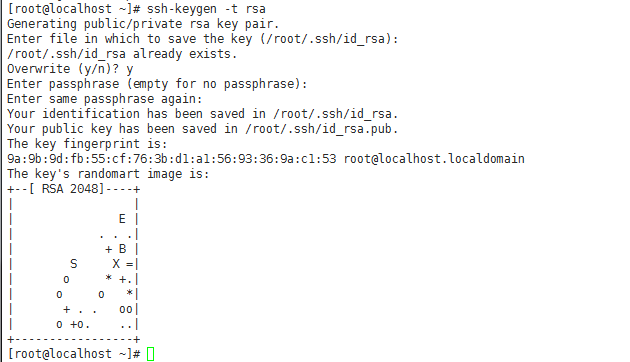 [root@localhost ~]# ssh-keygen -t rsa
Generating public/private rsa key pair.
Enter file in which to save the key (/root/.ssh/id_rsa):
/root/.ssh/id_rsa already exists.
Overwrite (y/n)? y
Enter passphrase (empty for no passphrase):
Enter same passphrase again:
Your identification has been saved in /root/.ssh/id_rsa.
Your public key has been saved in /root/.ssh/id_rsa.pub.
The key fingerprint is:
9a:9b:9d:fb:55:cf:76:3b:d1:a1:56:93:36:9a:c1:53 root@localhost.localdomain
The key's randomart image is:
+--[ RSA 2048]----+
|                 |
|               E |
|            . . .|
|             + B |
|        S     X =|
|       o     * +.|
|      o     o   *|
|       + . .   oo|
|      o +o.    ..|
+-----------------+
[root@localhost ~]#